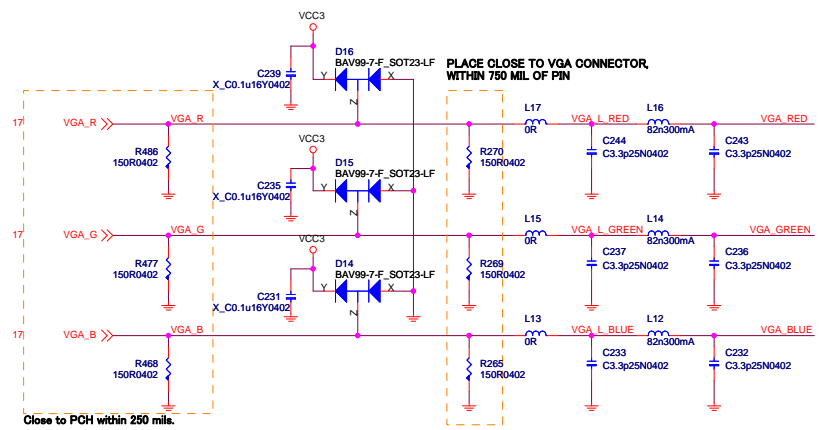 VCC3
D16
BAV99-7-F_SOT23-LF
C239
X_C0.1u16Y0402
Y
X
Z
PLACE CLOSE TO VGA CONNECTOR,
WITHIN 750 MIL OF PIN
17
VGA_R
VGA_R
R486
150R0402
R270
150R0402
L17
0R
VGA_L_RED
L16
82n300mA
VGA_RED
C244
C3.3p25N0402
C243
C3.3p25N0402
VCC3
D15
BAV99-7-F_SOT23-LF
C235
X_C0.1u16Y0402
Y
X
Z
17
VGA_G
VGA_G
R477
150R0402
R269
150R0402
L15
0R
VGA_L_GREEN
L14
82n300mA
VGA_GREEN
C237
C3.3p25N0402
C236
C3.3p25N0402
VCC3
D14
BAV99-7-F_SOT23-LF
C231
X_C0.1u16Y0402
Y
X
Z
17
VGA_B
VGA_B
R468
150R0402
R265
150R0402
L13
0R
VGA_L_BLUE
L12
82n300mA
VGA_BLUE
C233
C3.3p25N0402
C232
C3.3p25N0402
Close to PCH within 250 mils.